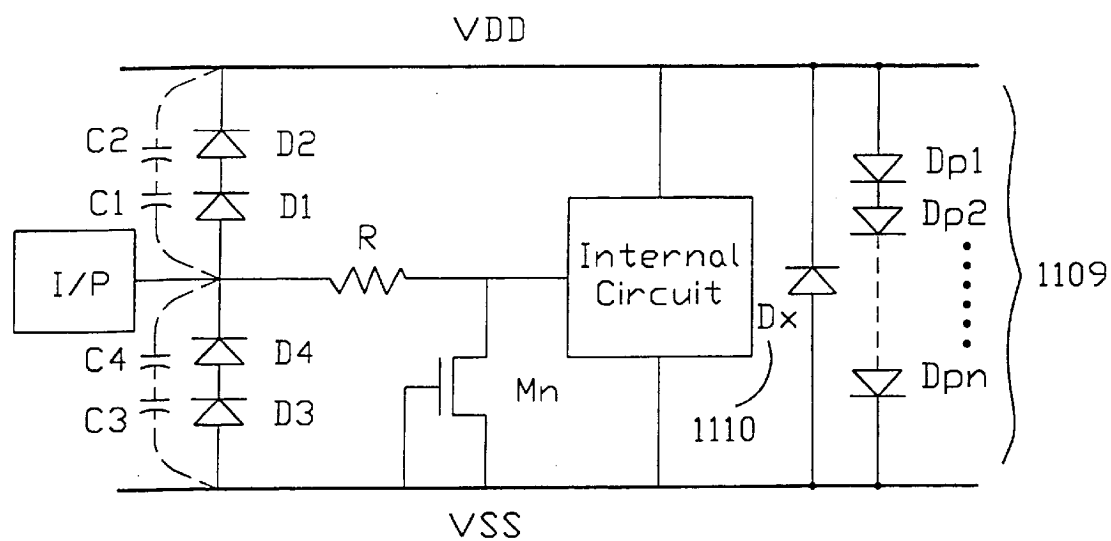 VDD
C2
D2
C1
D1
Dp1
Dp2
I/P
R
Internal
Circuit
1109
Dx
C4
D4
C3
D3
Mn
1110
Dpn
VSS